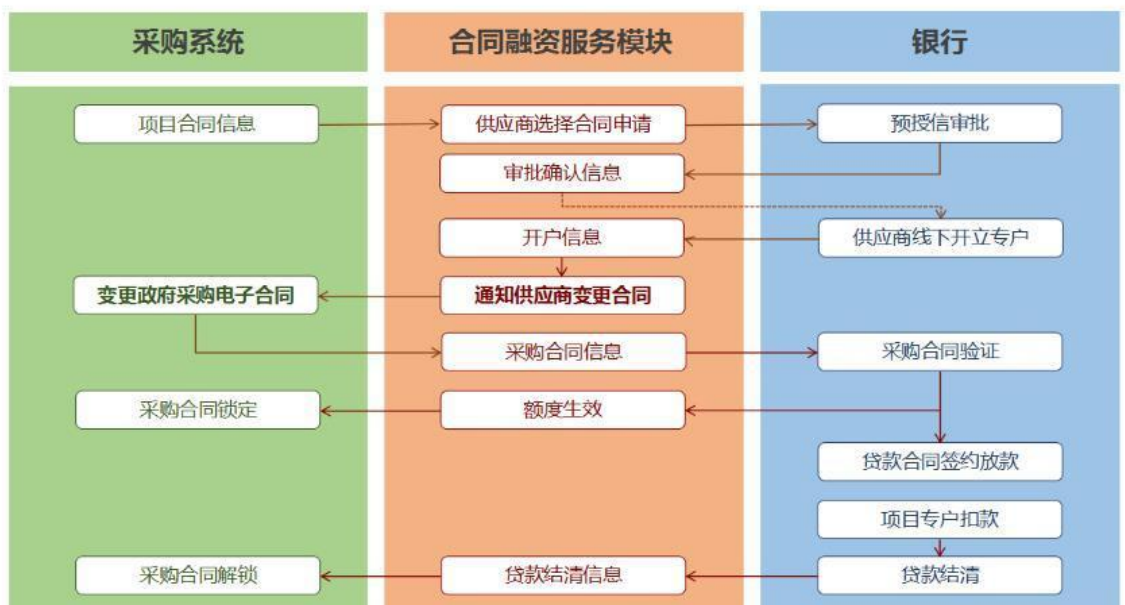 采购系统
合同融资服务模块
银行
项目合同信息
供应商选择合同申请
预授信审批
审批确认信息
开户信息
供应商线下开立专户
变更政府采购电子合同
通知供应商变更合同
采购合同信息
采购合同验证
采购合同锁定
额度生效
贷款合同签约放款
项目专户扣款
采购合同解锁
贷款结清信息
贷款结清